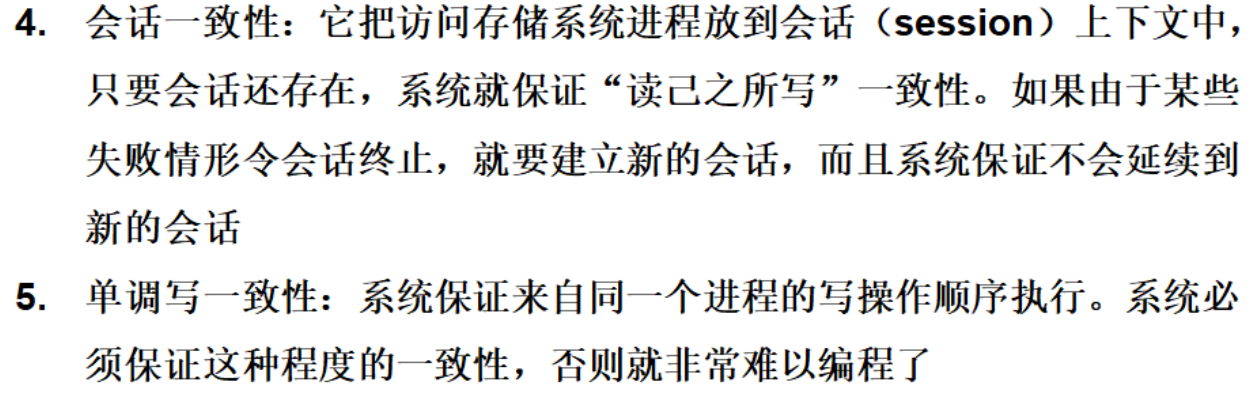 4. 会话一致性：它把访问存储系统进程放到会话（session）上下文中，
只要会话还存在，系统就保证“读己之所写”一致性。如果由于某些
失败情形令会话终止，就要建立新的会话，而且系统保证不会延续到
新的会话
5. 单调写一致性：系统保证来自同一个进程的写操作顺序执行。系统必
须保证这种程度的一致性，否则就非常难以编程了